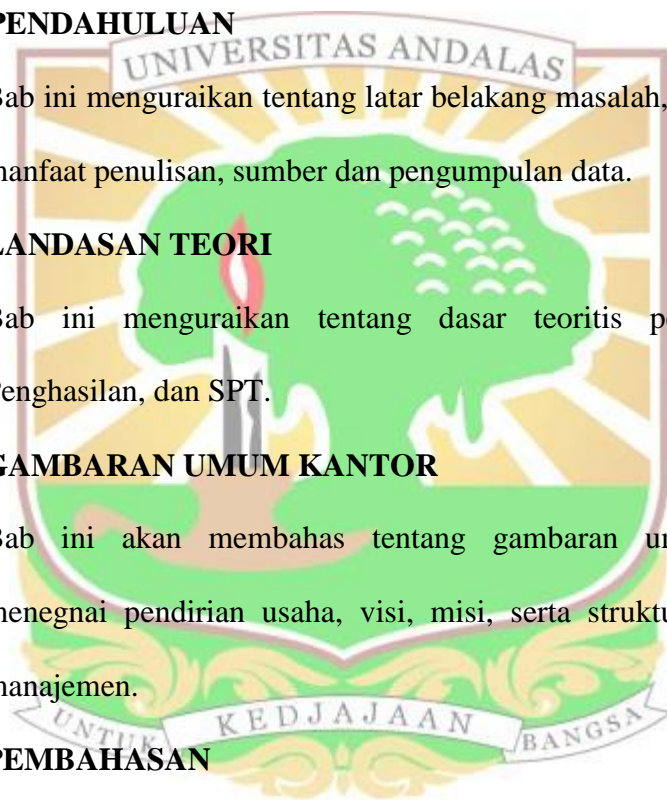 PENDAHULUAN
UNIVERSITAS ANDALAS
Bab ini menguraikan tentang latar belakang masalah,
manfaat penulisan, sumber dan pengumpulan data.
LANDASAN TEORI
Bab ini menguraikan tentang dasar teoritis
Penghasilan, dan SPT.
GAMBARAN UMUM KANTOR
Bab ini akan membahas tentang gambaran
menegnai pendirian usaha, visi, misi, serta
manajemen.
UNTUK KEDJAJAAN BANGSA
PEMBAHASAN